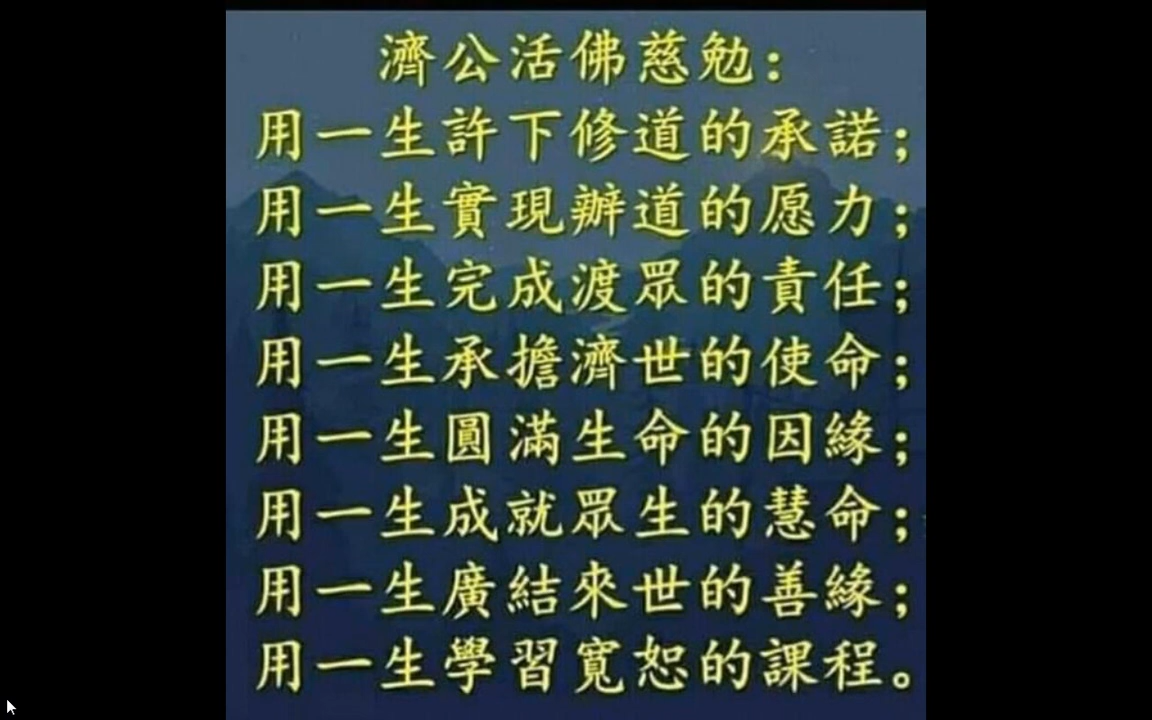 濟公活佛慈勉：
用一生許下修道的承諾；
用一生實現辦道的愿力；
用一生完成渡眾的責任；
用一生承擔濟世的使命；
用一生圓滿生命的因緣；
用一生成就眾生的慧命；
用一生廣結來世的善緣；
用一生學習寬恕的課程。